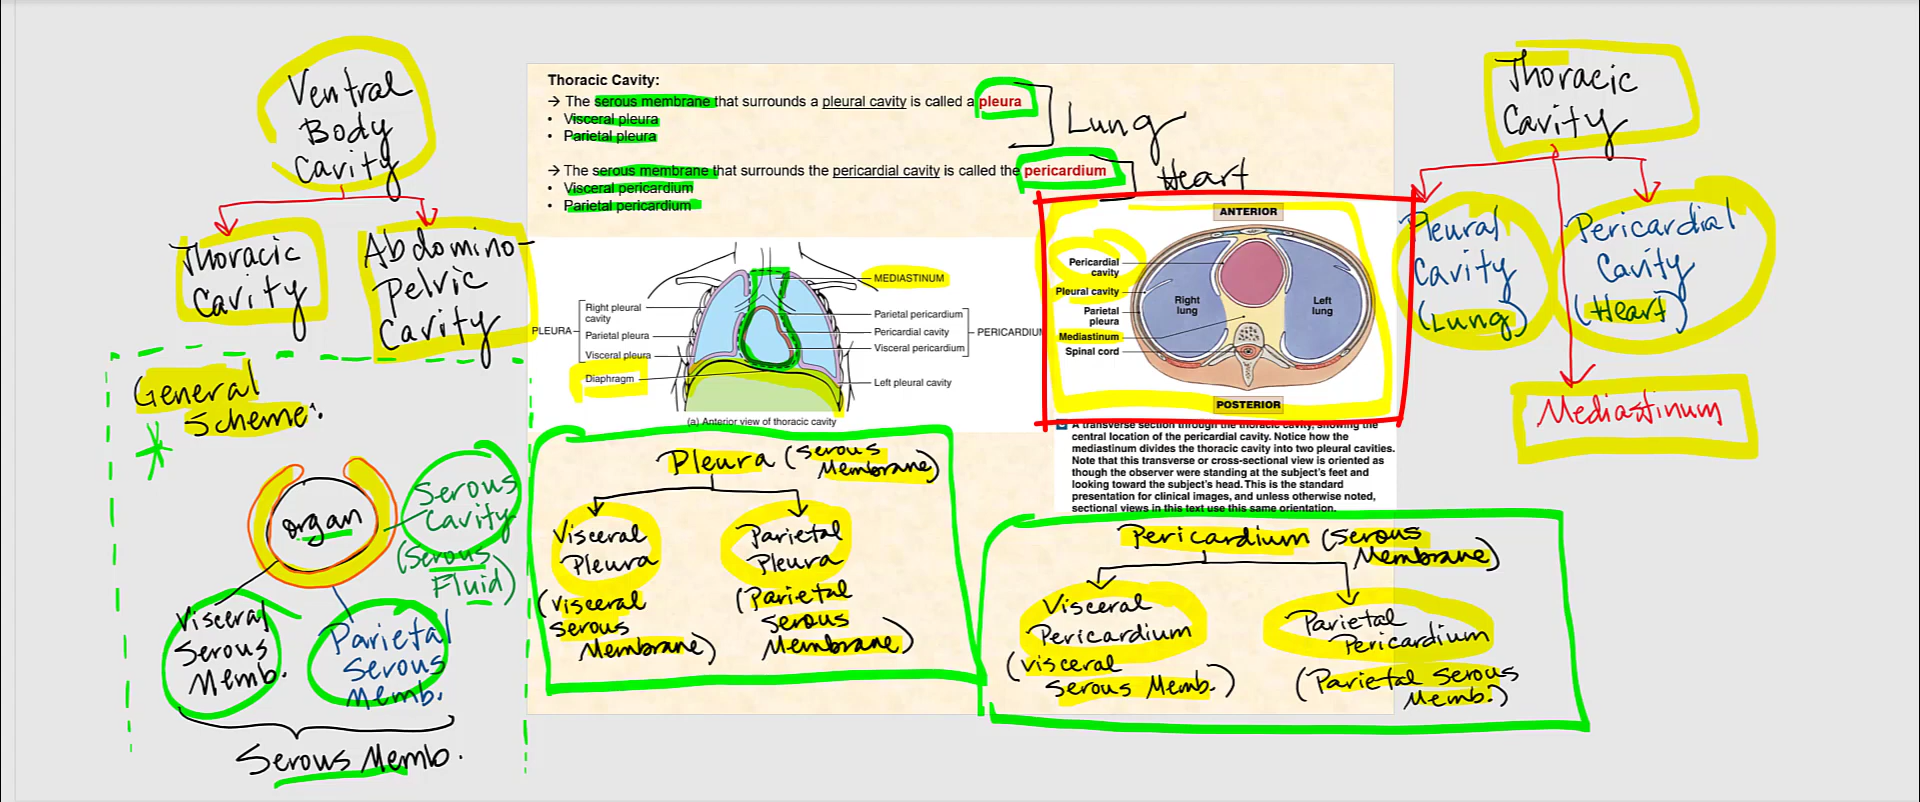 Ventral
Body
Cavity
Thoracic
Cavity
Abdomino-
Pelvic
Cavity
General
Scheme:
organ
Serous
Cavity
(Serous
Fluid)
Visceral
Serous
Memb.
Parietal
Serous
Memb.
Serous Memb.
Thoracic Cavity:
→ The serous membrane that surrounds a pleural cavity is called a pleura
• Visceral pleura
• Parietal pleura
Lung
→ The serous membrane that surrounds the pericardial cavity is called the pericardium
• Visceral pericardium
• Parietal pericardium
Heart
MEDIASTINUM
Right pleural
cavity
PLEURA
Parietal pleura
Visceral pleura
Diaphragm
Parietal pericardium
Pericardial cavity
PERICARDIUM
Visceral pericardium
Left pleural cavity
(a) Anterior view of thoracic cavity
ANTERIOR
Pericardial
cavity
Pleural cavity
Parietal
pleura
Mediastinum
Spinal cord
Right
lung
Left
lung
POSTERIOR
A transverse section through the thoracic cavity, showing the
central location of the pericardial cavity. Notice how the
mediastinum divides the thoracic cavity into two pleural cavities.
Note that this transverse or cross-sectional view is oriented as
though the observer were standing at the subject's feet and
looking toward the subject's head. This is the standard
presentation for clinical images, and unless otherwise noted,
sectional views in this text use this same orientation.
Pleura (Serous
Membrane)
Visceral
Pleura
(Visceral
Serous
Membrane)
Parietal
Pleura
(Parietal
Serous
Membrane)
Pericardium (Serous
Membrane)
Visceral
Pericardium
(visceral
Serous Memb.)
Parietal
Pericardium
(Parietal Serous
Memb.)
Thoracic
Cavity
Pleural
Cavity
(Lung)
Pericardial
Cavity
(Heart)
Mediastinum